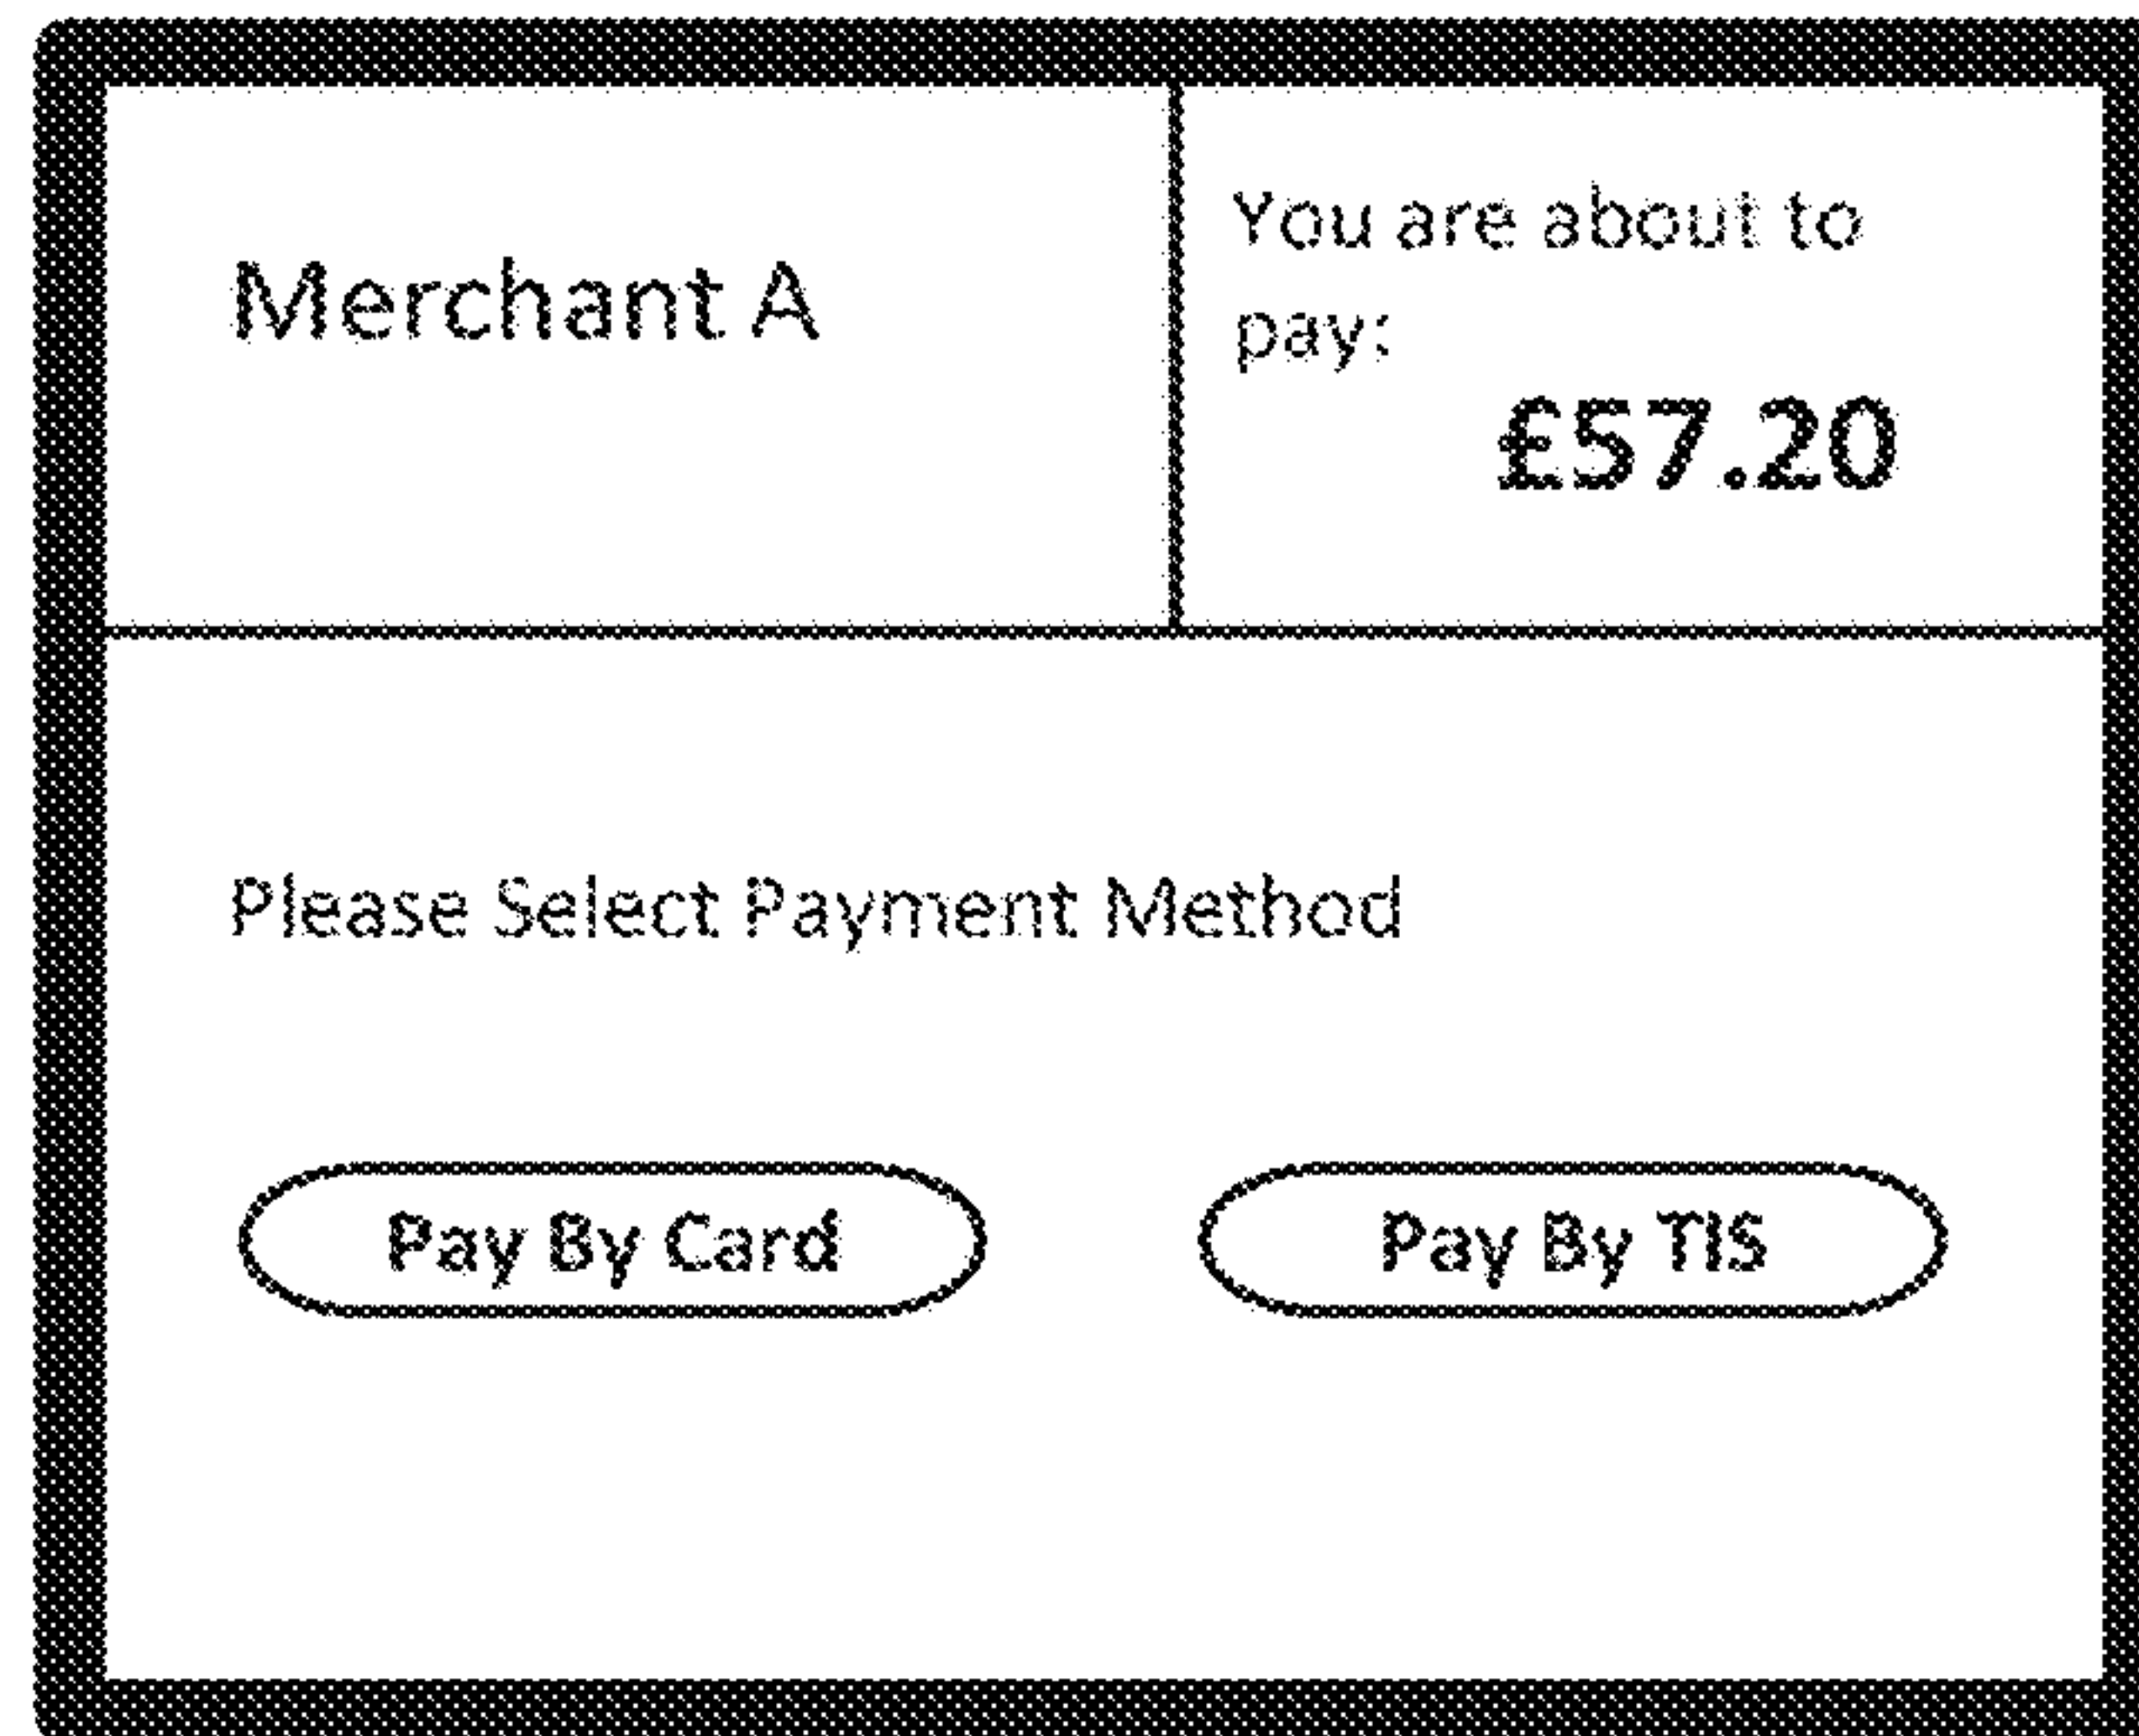 Merchant A
You are about to
pay:
£57.20
Please Select Payment Method
Pay By Card
Pay By TIS